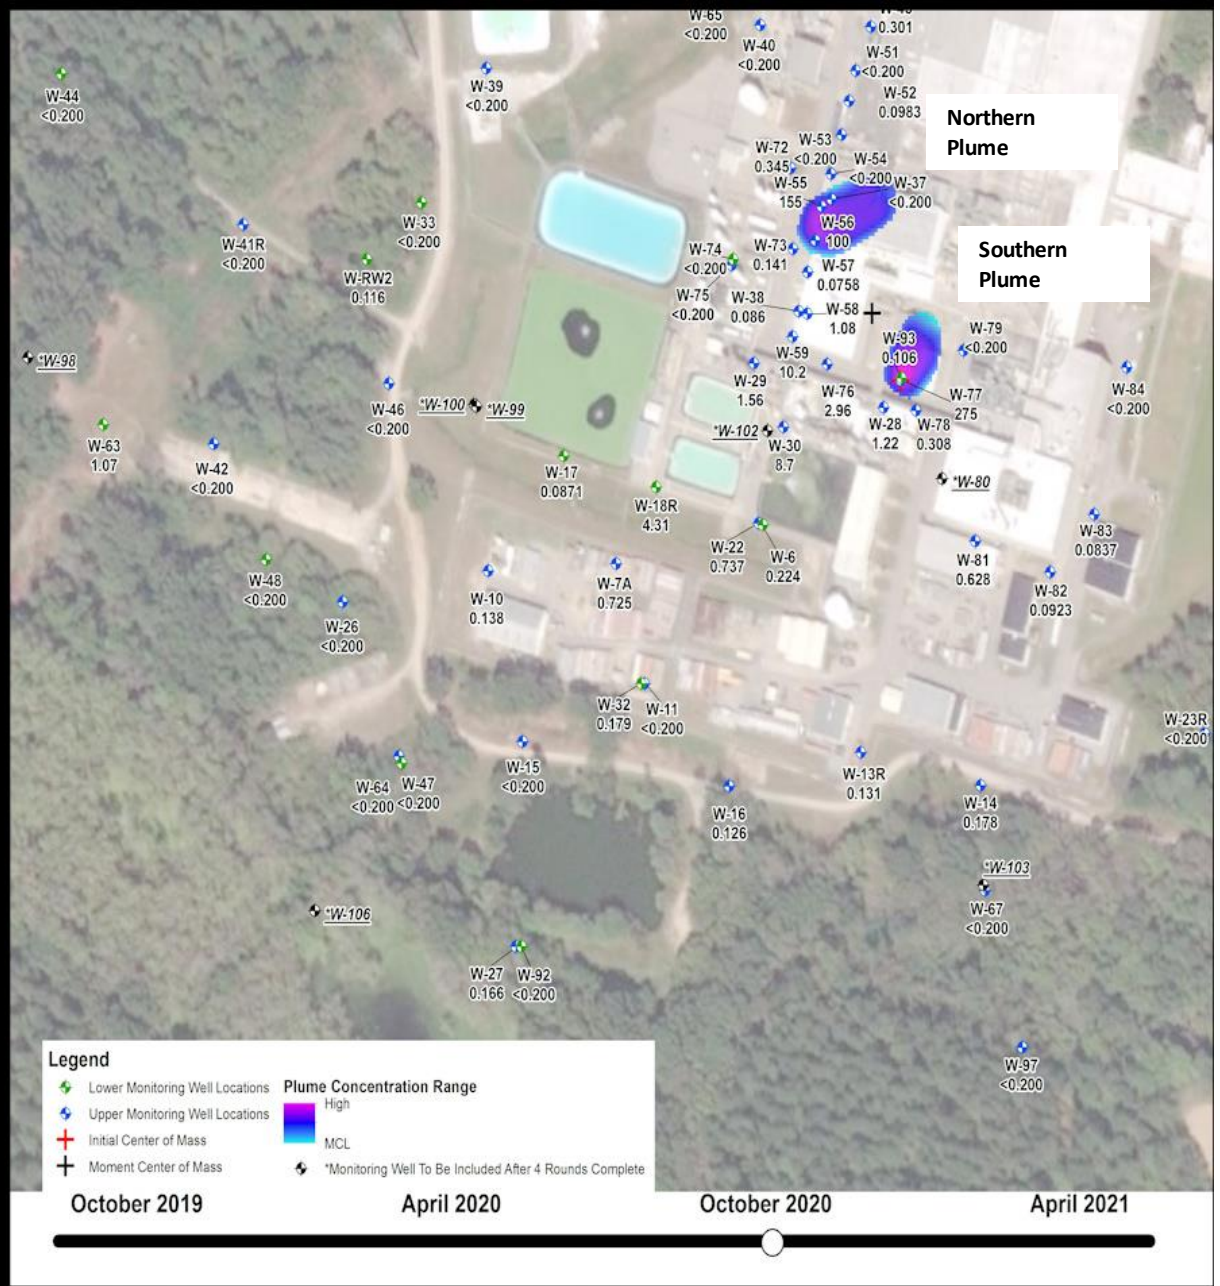 W-65
<0.200
W-40
<0.200
0.301
W-51
<0.200
W-52
0.0983
Northern
Plume
W-44
<0.200
W-39
<0.200
W-53
<0.200
W-72
0.345
W-54
<0.200
W-55
155
W-37
<0.200
W-33
<0.200
W-56
100
W-41R
<0.200
W-74
<0.200
W-73
0.141
Southern
Plume
W-RW2
0.116
W-57
0.0758
W-75
<0.200
W-38
0.086
W-58
1.08
W-79
<0.200
W-93
0.106
*W-98
W-59
10.2
W-29
1.56
W-76
2.96
W-77
275
W-84
<0.200
W-46
<0.200
*W-100
*W-99
W-28
1.22
W-78
0.308
*W-102
W-30
8.7
W-63
1.07
W-42
<0.200
W-17
0.0871
*W-80
W-18R
4.31
W-83
0.0837
W-22
0.737
W-6
0.224
W-81
0.628
W-48
<0.200
W-10
0.138
W-7A
0.725
W-82
0.0923
W-26
<0.200
W-32
0.179
W-11
<0.200
W-23R
<0.200
W-64
<0.200
W-47
<0.200
W-15
<0.200
W-13R
0.131
W-16
0.126
W-14
0.178
*W-103
W-67
<0.200
*W-106
W-27
0.166
W-92
<0.200
W-97
<0.200
Legend
Lower Monitoring Well Locations
Upper Monitoring Well Locations
Initial Center of Mass
Moment Center of Mass
Plume Concentration Range
High
MCL
*Monitoring Well To Be Included After 4 Rounds Complete
October 2019 April 2020 October 2020 April 2021